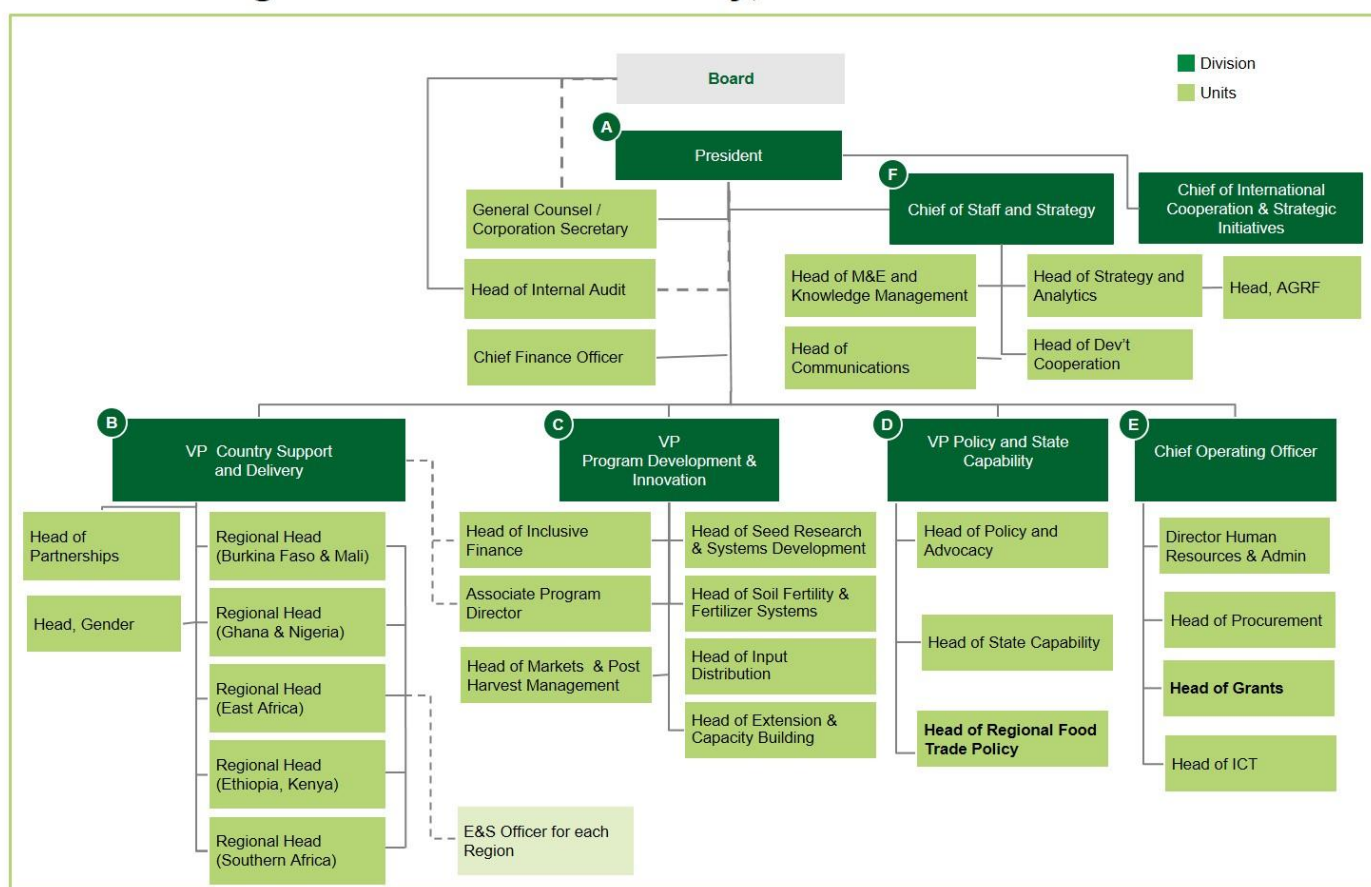 Board
Division
Units
A
President
F
Chief of Staff and Strategy
Chief of International
Cooperation & Strategic
Initiatives
General Counsel /
Corporation Secretary
Head of Internal Audit
Chief Finance Officer
Head of M&E and
Knowledge Management
Head of Strategy and
Analytics
Head, AGRF
Head of
Communications
Head of Dev't
Cooperation
B
VP Country Support
and Delivery
C
VP
Program Development &
Innovation
D
VP Policy and State
Capability
E
Chief Operating Officer
Head of
Partnerships
Head, Gender
Regional Head
(Burkina Faso & Mali)
Regional Head
(Ghana & Nigeria)
Regional Head
(East Africa)
Regional Head
(Ethiopia, Kenya)
Regional Head
(Southern Africa)
E&S Officer for each
Region
Head of Inclusive
Finance
Associate Program
Director
Head of Markets & Post
Harvest Management
Head of Seed Research
& Systems Development
Head of Soil Fertility &
Fertilizer Systems
Head of Input
Distribution
Head of Extension &
Capacity Building
Head of Policy and
Advocacy
Head of State Capability
Head of Regional Food
Trade Policy
Director Human
Resources & Admin
Head of Procurement
Head of Grants
Head of ICT